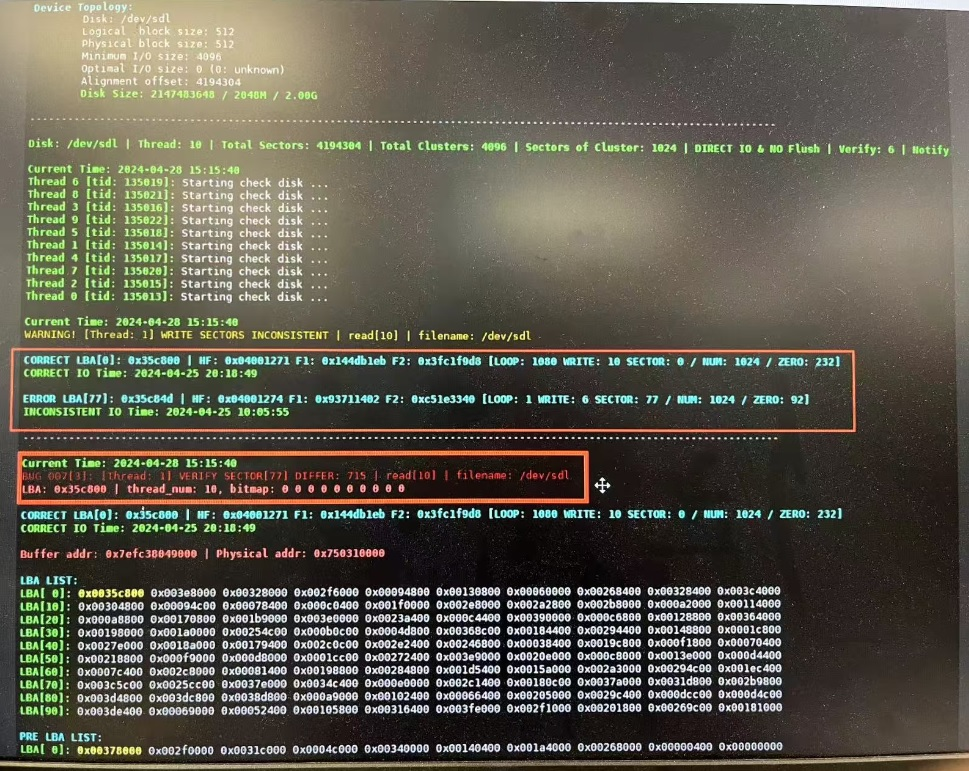 Device Topology:
Disk: /dev/sdl
Logical block size: 512
Physical block size: 512
Minimum I/O size: 4096
Optimal I/O size: 0 (0: unknown)
Alignment offset: 4194304
Disk Size: 2147483648 / 2048M / 2.00G
Disk: /dev/sdl | Thread: 10 | Total Sectors: 4194304 | Total Clusters: 4096 | Sectors of Cluster: 1024 | DIRECT IO & NO Flush | Verify: 6 | Notify
Current Time: 2024-04-28 15:15:40
Thread 6 [tid: 135019]: Starting check disk ...
Thread 8 [tid: 135021]: Starting check disk ...
Thread 3 [tid: 135016]: Starting check disk ...
Thread 9 [tid: 135022]: Starting check disk ...
Thread 5 [tid: 135018]: Starting check disk ...
Thread 1 [tid: 135014]: Starting check disk ...
Thread 4 [tid: 135017]: Starting check disk ...
Thread 7 [tid: 135020]: Starting check disk ...
Thread 2 [tid: 135015]: Starting check disk ...
Thread 0 [tid: 135013]: Starting check disk ...
Current Time: 2024-04-28 15:15:40
WARNING! [Thread: 1] WRITE SECTORS INCONSISTENT | read[10] | filename: /dev/sdl
CORRECT LBA[0]: 0x35c800 | HF: 0x04001271 F1: 0x144db1eb F2: 0x3fc1f9d8 [LOOP: 1080 WRITE: 10 SECTOR: 0 / NUM: 1024 / ZERO: 232]
CORRECT IO Time: 2024-04-25 20:18:49
ERROR LBA[77]: 0x35c84d | HF: 0x04001274 F1: 0x93711402 F2: 0xc51e3340 [LOOP: 1 WRITE: 6 SECTOR: 77 / NUM: 1024 / ZERO: 92]
INCONSISTENT IO Time: 2024-04-25 10:05:55
Current Time: 2024-04-28 15:15:40
BUG 007[3]: [Thread: 1] VERIFY SECTOR[77] DIFFER: 715 | read[10] | filename: /dev/sdl
LBA: 0x35c800 | thread_num: 10, bitmap: 0 0 0 0 0 0 0 0 0 0
CORRECT LBA[0]: 0x35c800 | HF: 0x04001271 F1: 0x144db1eb F2: 0x3fc1f9d8 [LOOP: 1080 WRITE: 10 SECTOR: 0 / NUM: 1024 / ZERO: 232]
CORRECT IO Time: 2024-04-25 20:18:49
Buffer addr: 0x7efc38049000 | Physical addr: 0x750310000
LBA LIST:
LBA[ 0]: 0x0035c800 0x003e8000 0x00328000 0x002f6000 0x00094800 0x00130800 0x00060000 0x00268400 0x00328400 0x003c4000
LBA[10]: 0x00304800 0x00094c00 0x00078400 0x000c0400 0x001f0000 0x002e8000 0x002a2800 0x002b8000 0x000a2000 0x00114000
LBA[20]: 0x000a8800 0x00170800 0x001b9000 0x003e0000 0x0023a400 0x000c4400 0x00390000 0x000c6800 0x00128800 0x00364000
LBA[30]: 0x00198000 0x001a0000 0x00254c00 0x000b0c00 0x0004d800 0x00368c00 0x00184400 0x00294400 0x00148000 0x0001c800
LBA[40]: 0x0027e000 0x0018a000 0x00179400 0x002c0c00 0x002e2400 0x00246800 0x00038400 0x0019c800 0x000f1800 0x00070400
LBA[50]: 0x00218800 0x000f9000 0x000d8000 0x001cc000 0x00272400 0x003e9000 0x0020e000 0x000c8000 0x0013e000 0x000d4400
LBA[60]: 0x0007c400 0x002c8000 0x00081400 0x00198800 0x00284800 0x001d5400 0x0015a000 0x002a3000 0x00294c00 0x001ec400
LBA[70]: 0x003c5c00 0x0025cc00 0x0037e000 0x0034c400 0x000e0000 0x002c1400 0x00180c00 0x0037a000 0x0031d800 0x002b9800
LBA[80]: 0x003d4800 0x003dc800 0x0038d800 0x000a9000 0x00102400 0x00066400 0x00205000 0x0029c400 0x000dcc00 0x000d4c00
LBA[90]: 0x003de400 0x00069000 0x00052400 0x00105800 0x00316400 0x003fe000 0x002f1000 0x00201800 0x00269c00 0x00181000
PRE LBA LIST:
LBA[ 0]: 0x00378000 0x002f0000 0x0031c000 0x0004c000 0x00340000 0x00140400 0x001a4000 0x00268000 0x00000400 0x00000000